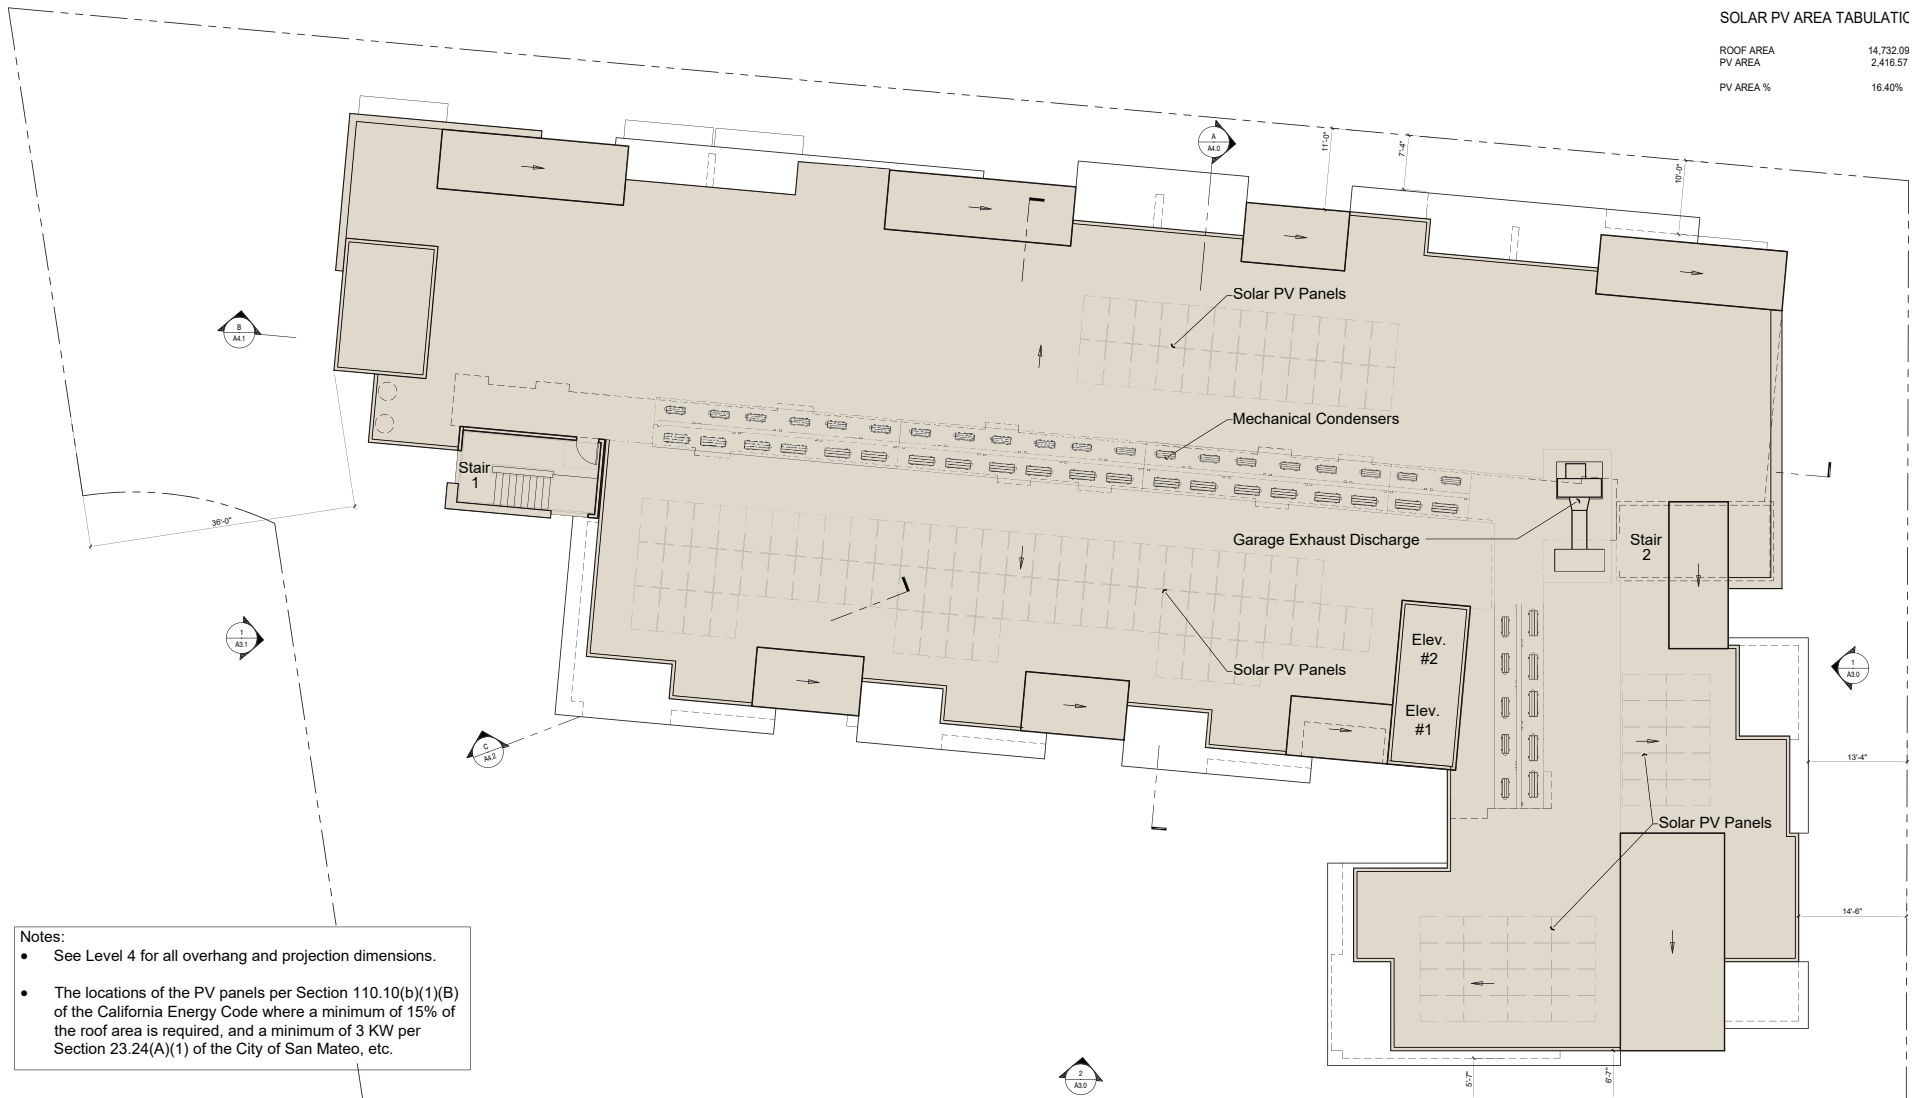 SOLAR PV AREA TABULATIO
ROOF AREA 14,732.09
PV AREA 2,416.57
PV AREA % 16.40%
A
A4.0
11'-0"
7'-4"
10'-0"
Solar PV Panels
B
A4.1
Mechanical Condensers
Stair
1
36'-0"
Garage Exhaust Discharge
Stair
2
1
A3.1
Elev.
#2
Solar PV Panels
1
A3.0
Elev.
#1
C
A4.2
13'-4"
Solar PV Panels
14'-6"
Notes:
• See Level 4 for all overhang and projection dimensions.
• The locations of the PV panels per Section 110.10(b)(1)(B)
of the California Energy Code where a minimum of 15% of
the roof area is required, and a minimum of 3 KW per
Section 23.24(A)(1) of the City of San Mateo, etc.
2
A3.0
5'-7"
6'-7"